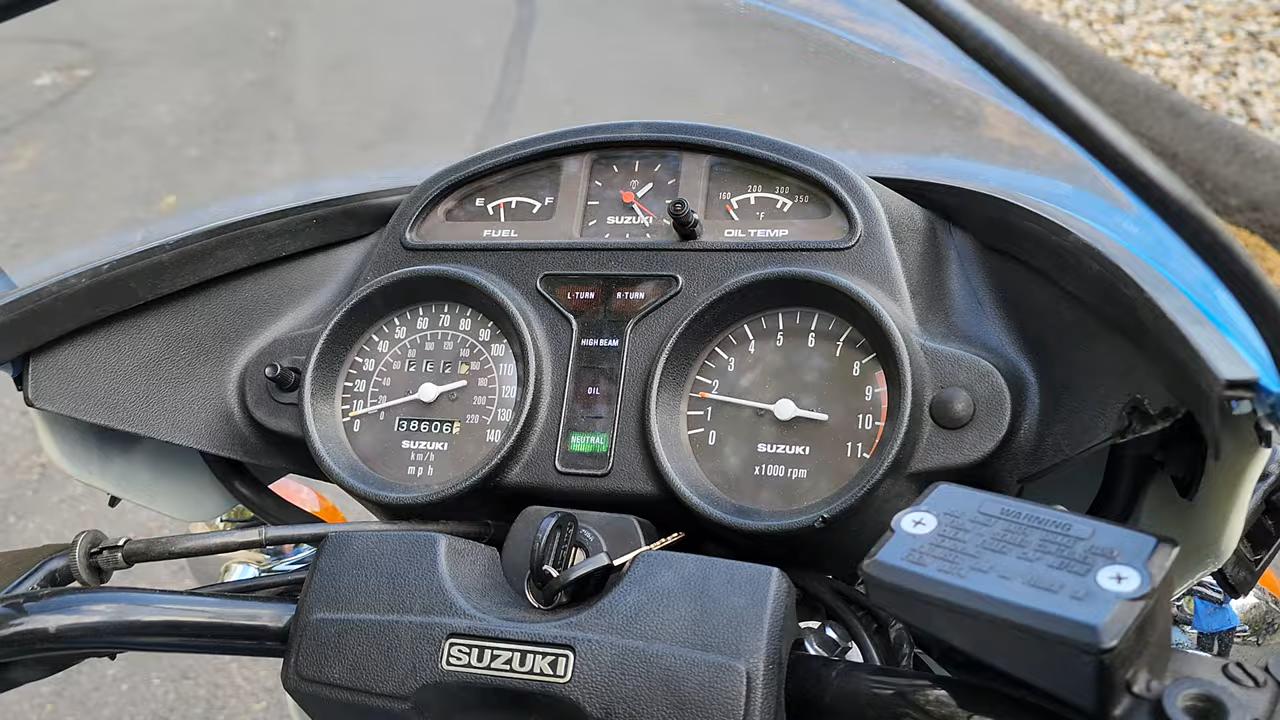 E F
FUEL
SUZUKI
160 200 300 350
°F
OIL TEMP
L-TURN R-TURN
HIGH BEAM
OIL
NEUTRAL
0 10 20 30 40 50 60 70 80 90 100 110 120 130 140
40 60 80 100 120 140 160 180 200 220
38606
SUZUKI
km/h
mph
0 1 2 3 4 5 6 7 8 9 10 11
SUZUKI
x1000 rpm
WARNING
SUZUKI